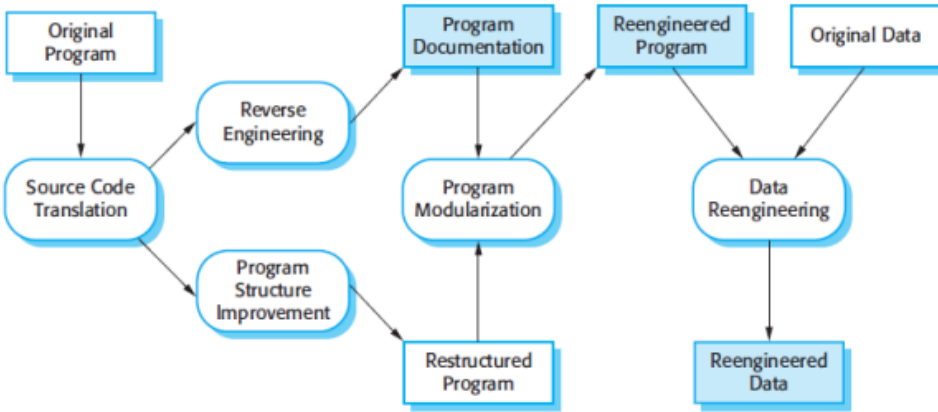 Original
Program
Program
Documentation
Reengineered
Program
Original Data
Reverse
Engineering
Source Code
Translation
Program
Modularization
Data
Reengineering
Program
Structure
Improvement
Restructured
Program
Reengineered
Data